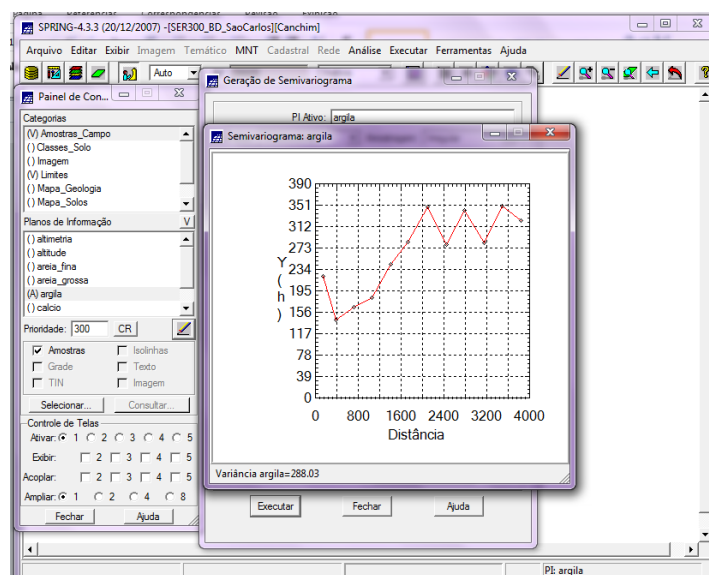 SPRING-4.3.3 (20/12/2007) -[SER300_BD_SaoCarlos][Canchim]
Arquivo Editar Exibir Imagem Temático MNT Cadastral Rede Análise Executar Ferramentas Ajuda
Auto
Painel de Con...
Categorias
(V) Amostras_Campo
() Classes_Solo
() Imagem
(V) Limites
() Mapa_Geologia
() Mapa_Solos
Planos de Informação
V
() altimetria
() altitude
() areia_fina
() areia_grossa
(A) argila
() calcio
Prioridade: 300 CR
Amostras Isolinhas
Grade Texto
TIN Imagem
Selecionar... Consultar...
Controle de Telas
Ativar: 1 2 3 4 5
Exibir: 2 3 4 5
Acoplar: 2 3 4 5
Ampliar: 1 2 4 8
Fechar Ajuda
Geração de Semivariograma
PI Ativo: argila
Semivariograma: argila
390
351
312
273
234
195
156
117
78
39
0
Y(h)
0 800 1600 2400 3200 4000
Distância
Variância argila=288.03
Executar Fechar Ajuda
PI: argila